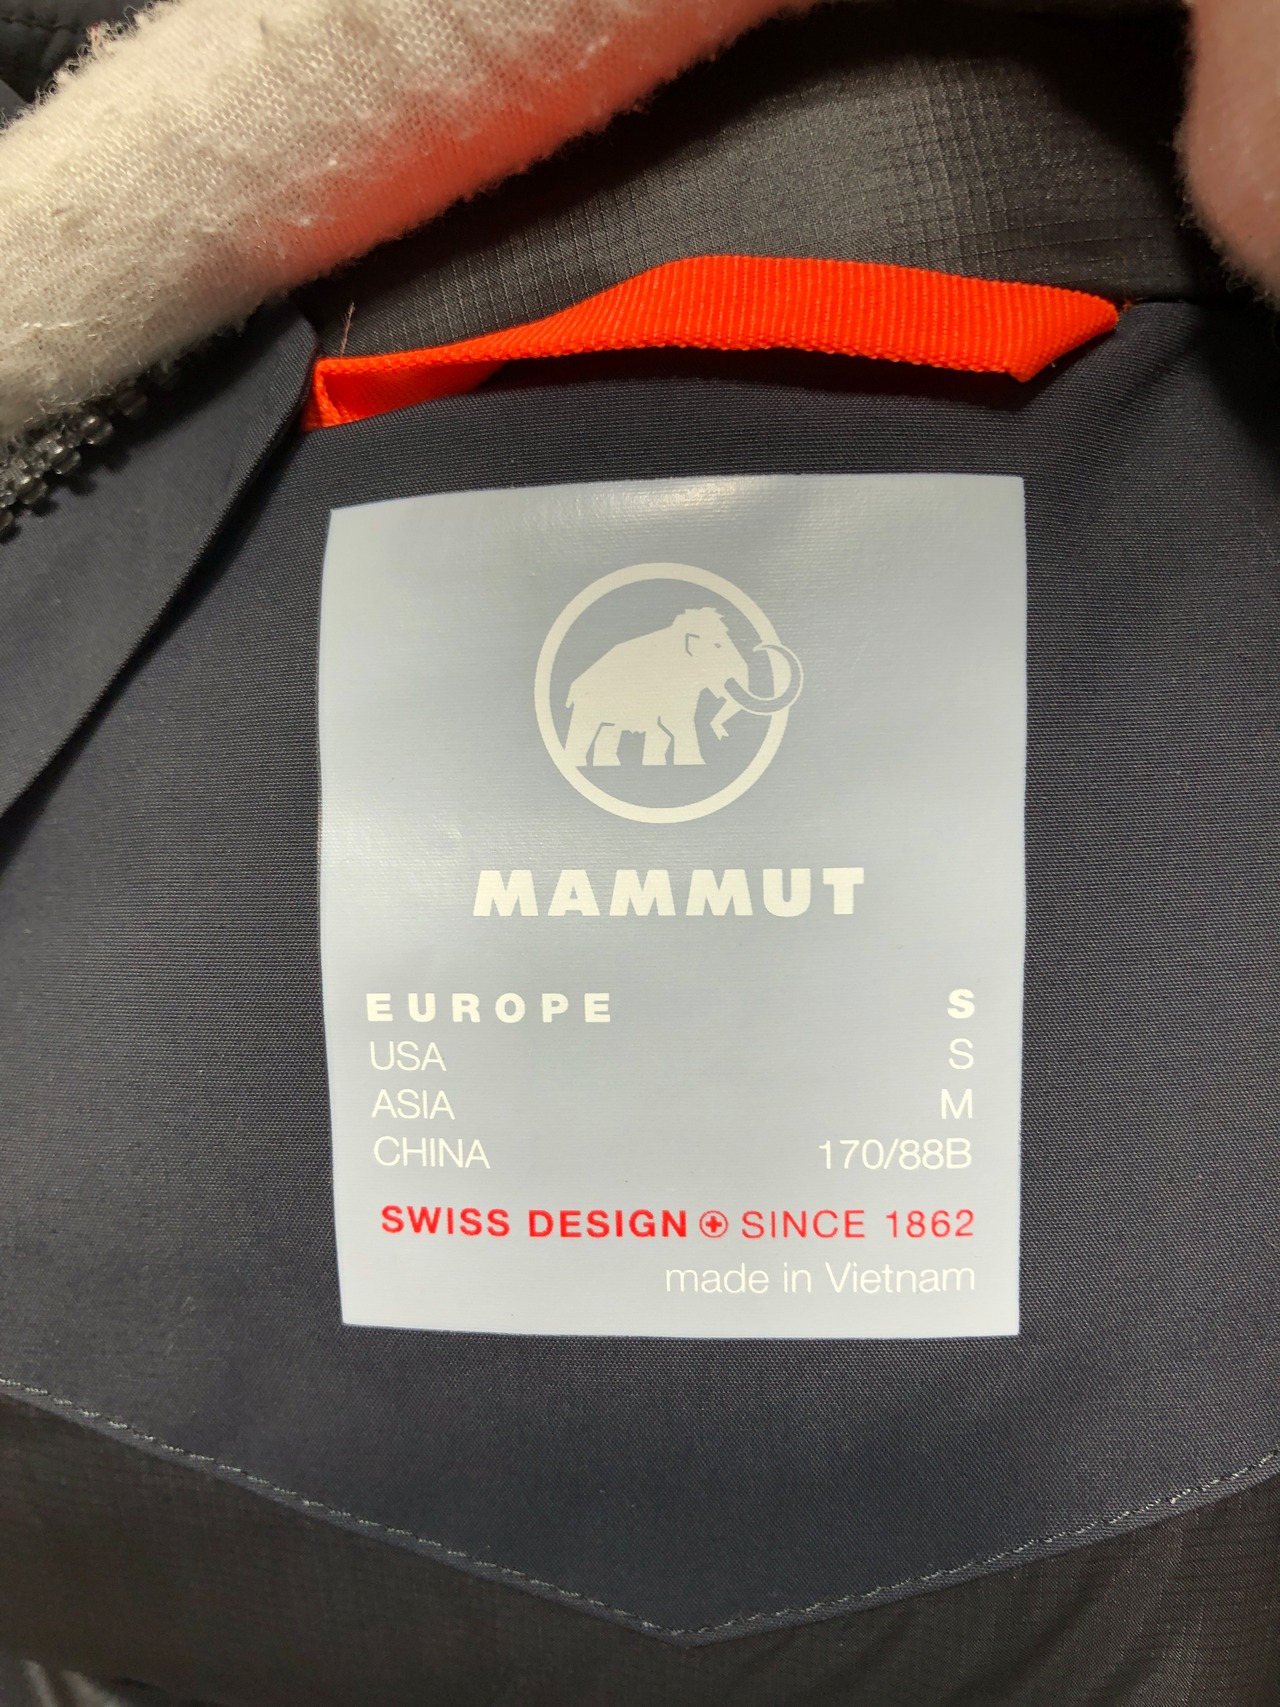 MAMMUT
EUROPE S
USA S
ASIA M
CHINA 170/88B
SWISS DESIGN SINCE 1862
made in Vietnam